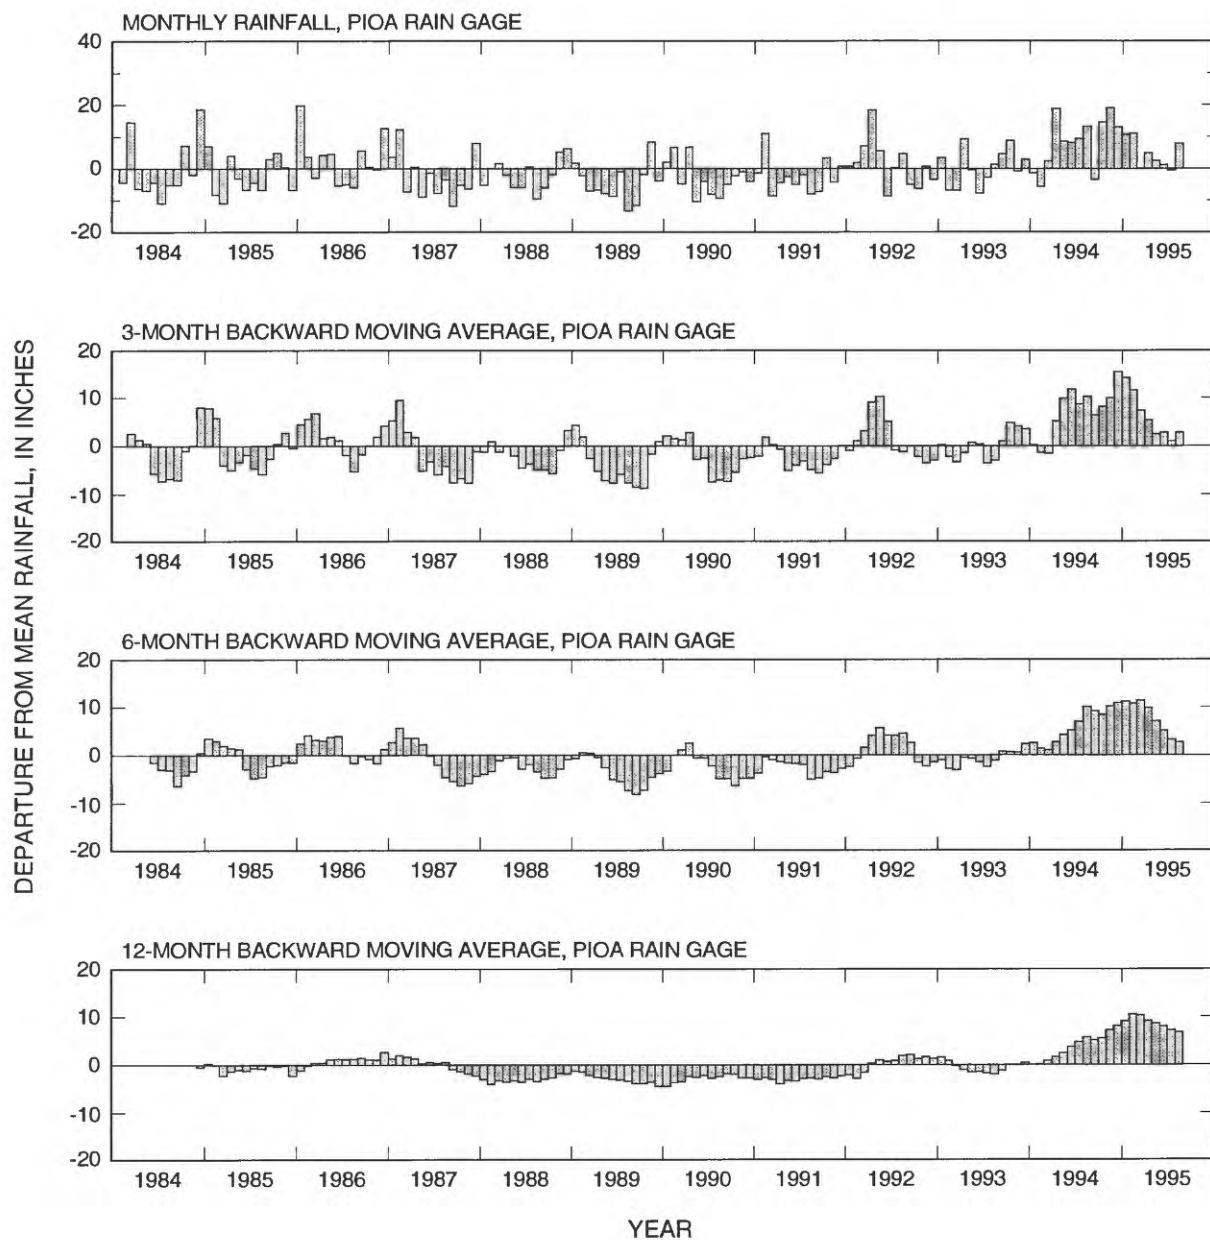 MONTHLY RAINFALL, PIOA RAIN GAGE
40
20
0
-20
1984 1985 1986 1987 1988 1989 1990 1991 1992 1993 1994 1995
3-MONTH BACKWARD MOVING AVERAGE, PIOA RAIN GAGE
20
10
0
-10
-20
1984 1985 1986 1987 1988 1989 1990 1991 1992 1993 1994 1995
6-MONTH BACKWARD MOVING AVERAGE, PIOA RAIN GAGE
20
10
0
-10
-20
1984 1985 1986 1987 1988 1989 1990 1991 1992 1993 1994 1995
12-MONTH BACKWARD MOVING AVERAGE, PIOA RAIN GAGE
20
10
0
-10
-20
1984 1985 1986 1987 1988 1989 1990 1991 1992 1993 1994 1995
DEPARTURE FROM MEAN RAINFALL, IN INCHES
YEAR